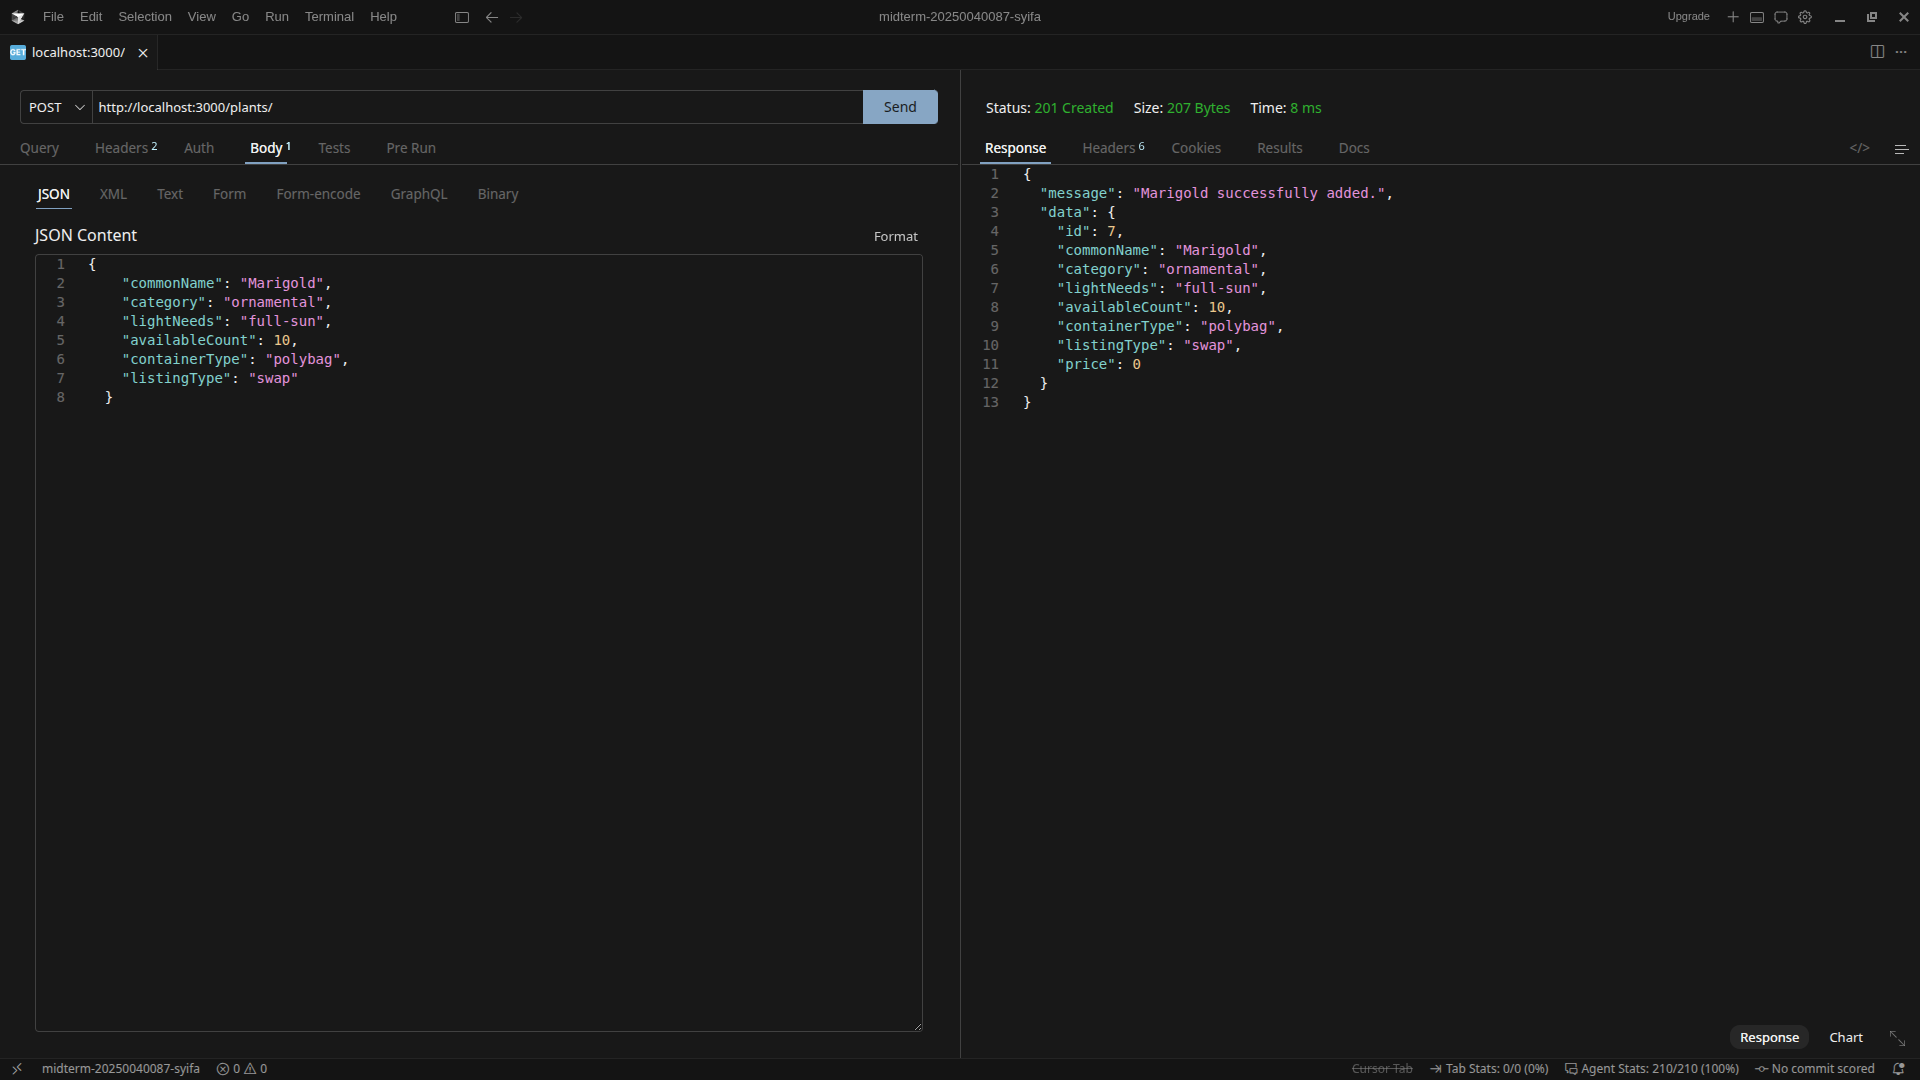 File Edit Selection View Go Run Terminal Help
midterm-20250040087-syifa
Upgrade
GET localhost:3000/
POST http://localhost:3000/plants/ Send
Query Headers 2 Auth Body 1 Tests Pre Run
JSON XML Text Form Form-encode GraphQL Binary
JSON Content
Format
1 {
2 "commonName": "Marigold",
3 "category": "ornamental",
4 "lightNeeds": "full-sun",
5 "availableCount": 10,
6 "containerType": "polybag",
7 "listingType": "swap"
8 }
Status: 201 Created Size: 207 Bytes Time: 8 ms
Response Headers 6 Cookies Results Docs </>
1 {
2 "message": "Marigold successfully added.",
3 "data": {
4 "id": 7,
5 "commonName": "Marigold",
6 "category": "ornamental",
7 "lightNeeds": "full-sun",
8 "availableCount": 10,
9 "containerType": "polybag",
10 "listingType": "swap",
11 "price": 0
12 }
13 }
Response Chart
midterm-20250040087-syifa 0 0
Cursor Tab Tab Stats: 0/0 (0%) Agent Stats: 210/210 (100%) No commit scored